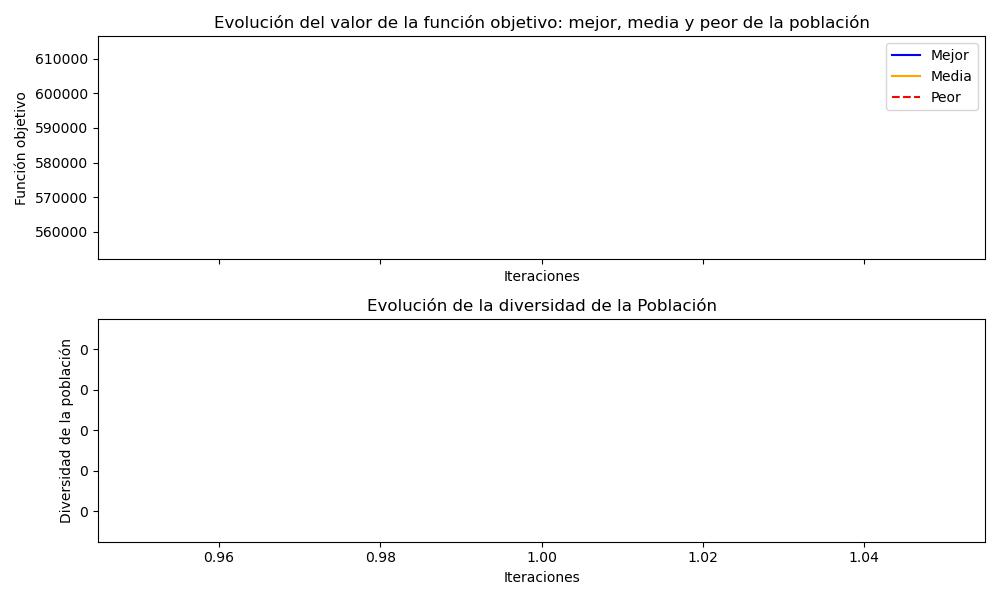 Evolución del valor de la función objetivo: mejor, media y peor de la población
Función objetivo
610000
600000
590000
580000
570000
560000
Mejor
Media
Peor
Iteraciones
Evolución de la diversidad de la Población
Diversidad de la población
0
0
0
0
0
0.96
0.98
1.00
1.02
1.04
Iteraciones